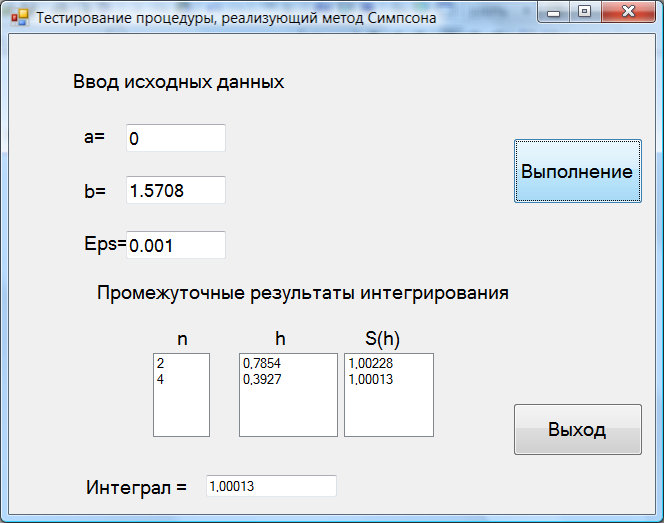 Тестирование процедуры, реализующий метод Симпсона
Ввод исходных данных
a= 0
b= 1.5708
Eps= 0.001
Выполнение
Промежуточные результаты интегрирования
n h S(h)
2 0,7854 1,00228
4 0,3927 1,00013
Выход
Интеграл = 1,00013